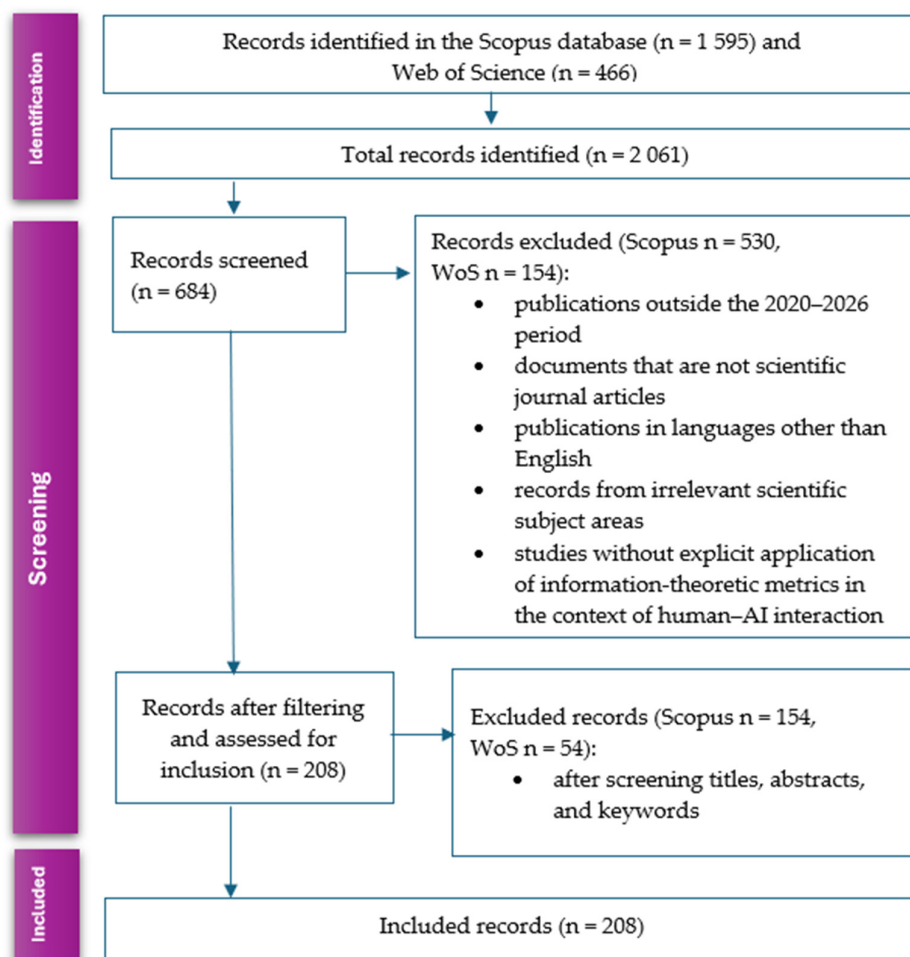 Identification
Records identified in the Scopus database (n = 1 595) and
Web of Science (n = 466)
Total records identified (n = 2 061)
Screening
Records screened
(n = 684)
Records excluded (Scopus n = 530,
WoS n = 154):
• publications outside the 2020–2026
period
• documents that are not scientific
journal articles
• publications in languages other than
English
• records from irrelevant scientific
subject areas
• studies without explicit application
of information-theoretic metrics in
the context of human–AI interaction
Records after filtering
and assessed for
inclusion (n = 208)
Excluded records (Scopus n = 154,
WoS n = 54):
• after screening titles, abstracts,
and keywords
Included
Included records (n = 208)